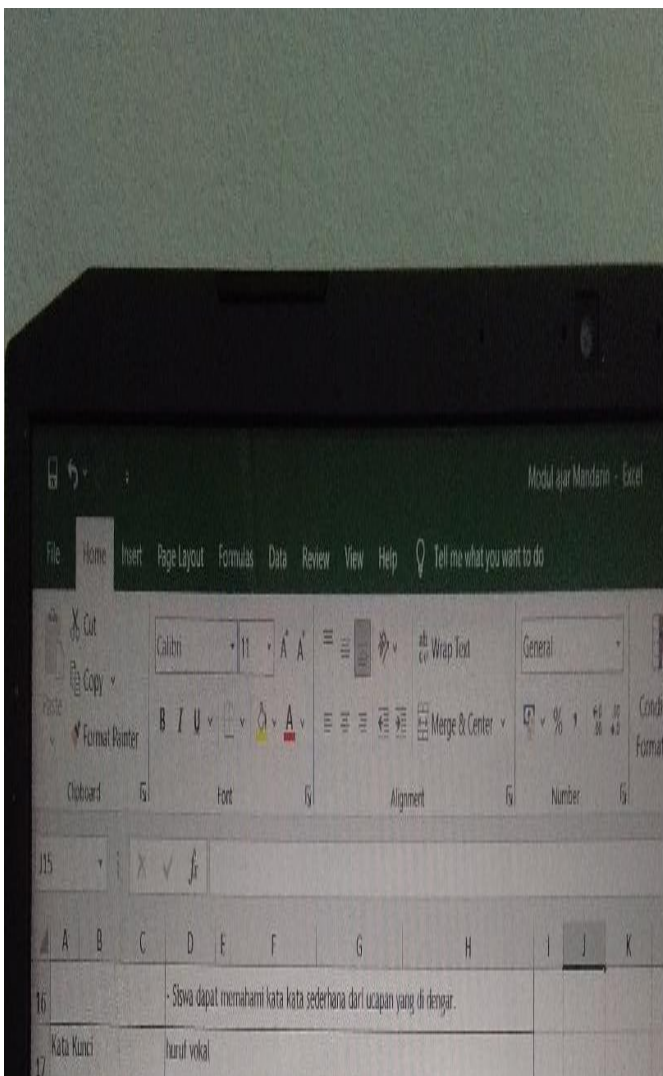 Modul ajar Mandarin - Excel
File Home Insert Page Layout Formulas Data Review View Help Tell me what you want to do
Cut
Copy
Paste
Format Painter
Clipboard
Calibri 11 A A
B I U A
Font
ab Wrap Text
Merge & Center
Alignment
General
% ,
Number
Format
J15 fx
A B C D E F G H I J K
16 - Siswa dapat memahami kata kata sederhana dari ucapan yang di dengar.
17 Kata Kunci huruf vokal